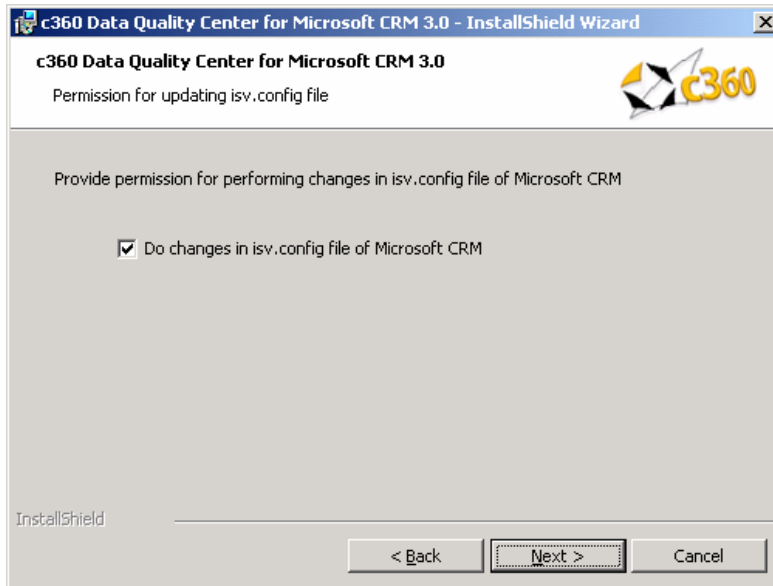 c360 Data Quality Center for Microsoft CRM 3.0 - InstallShield Wizard
c360 Data Quality Center for Microsoft CRM 3.0
Permission for updating isv.config file
c360
Provide permission for performing changes in isv.config file of Microsoft CRM
Do changes in isv.config file of Microsoft CRM
InstallShield
< Back
Next >
Cancel